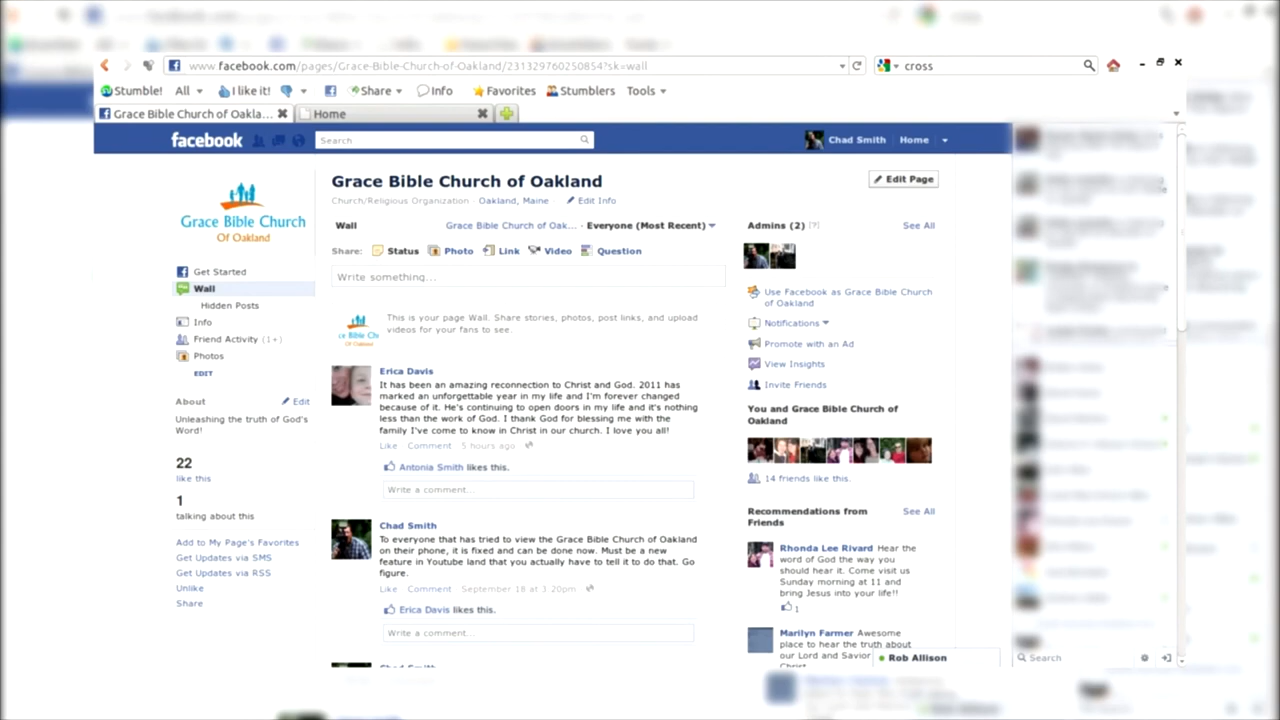 www.facebook.com/pages/Grace-Bible-Church-of-Oakland/231329760250854?sk=wall
cross
Stumble! All I like it! Share Info Favorites Stumblers Tools
Grace Bible Church of Oakla... Home
facebook Search Chad Smith Home
Grace Bible Church
Of Oakland
Get Started
Wall
Hidden Posts
Info
Friend Activity (1+)
Photos
EDIT
About Edit
Unleashing the truth of God's
Word!
22
like this
1
talking about this
Add to My Page's Favorites
Get Updates via SMS
Get Updates via RSS
Unlike
Share
Grace Bible Church of Oakland
Church/Religious Organization · Oakland, Maine Edit Info
Wall Grace Bible Church of Oak... · Everyone (Most Recent)
Share: Status Photo Link Video Question
Write something...
This is your page Wall. Share stories, photos, post links, and upload
videos for your fans to see.
Erica Davis
It has been an amazing reconnection to Christ and God. 2011 has
marked an unforgettable year in my life and I'm forever changed
because of it. He's continuing to open doors in my life and it's nothing
less than the work of God. I thank God for blessing me with the
family I've come to know in Christ in our church. I love you all!
Like Comment 5 hours ago
Antonia Smith likes this.
Write a comment...
Chad Smith
To everyone that has tried to view the Grace Bible Church of Oakland
on their phone, it is fixed and can be done now. Must be a new
feature in Youtube land that you actually have to tell it to do that. Go
figure.
Like Comment September 18 at 3:20pm
Erica Davis likes this.
Write a comment...
Chad Smith
Edit Page
Admins (2) [?] See All
Use Facebook as Grace Bible Church
of Oakland
Notifications
Promote with an Ad
View Insights
Invite Friends
You and Grace Bible Church of
Oakland
14 friends like this.
Recommendations from
Friends
See All
Rhonda Lee Rivard Hear the
word of God the way you
should hear it. Come visit us
Sunday morning at 11 and
bring Jesus into your life!!
1
Marilyn Farmer Awesome
place to hear the truth about
our Lord and Savior
Christ
Rob Allison
Search